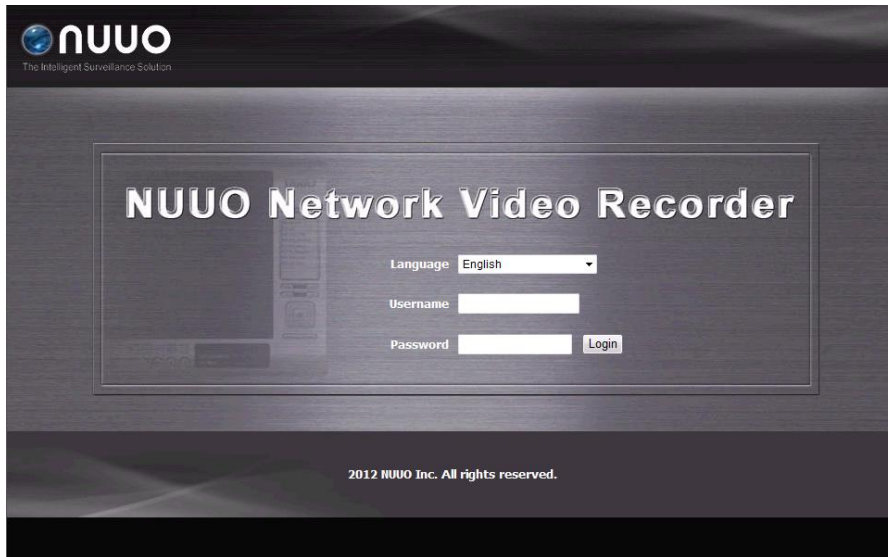 nuuo
The Intelligent Surveillance Solution
NUUO Network Video Recorder
Language English
Username
Password Login
2012 NUUO Inc. All rights reserved.